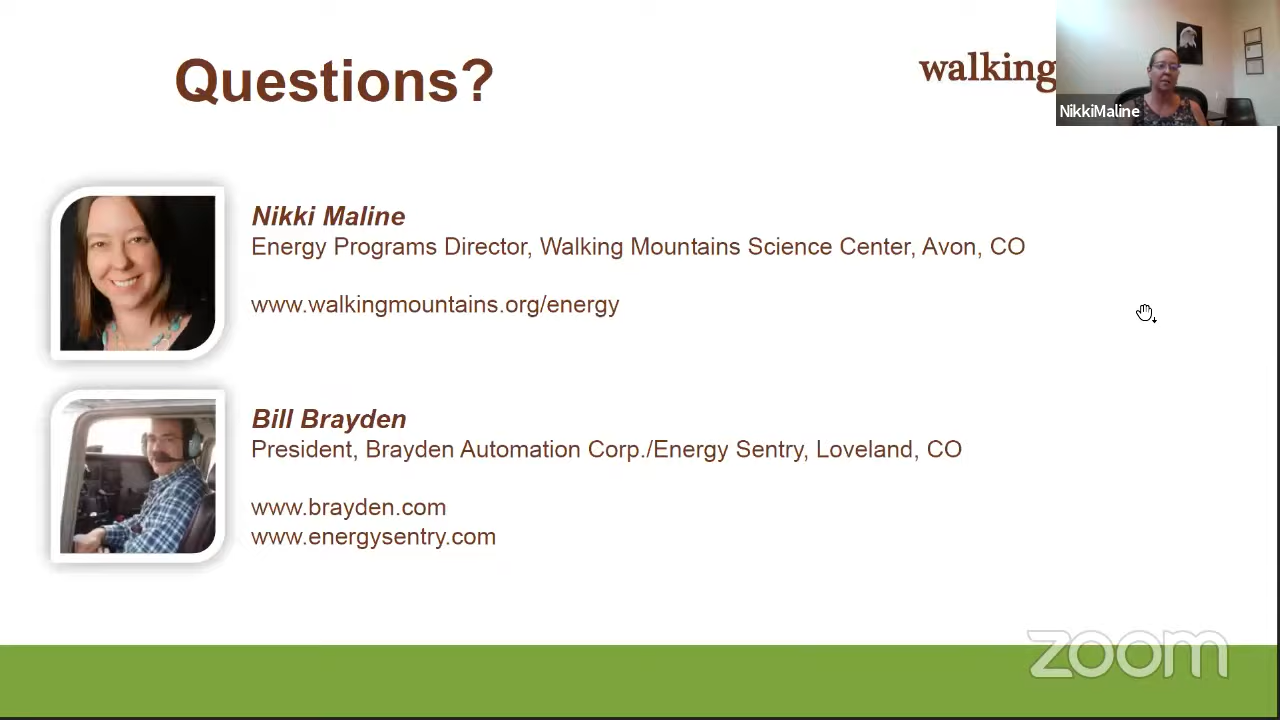 Questions?
walking
NikkiMaline
Nikki Maline
Energy Programs Director, Walking Mountains Science Center, Avon, CO
www.walkingmountains.org/energy
Bill Brayden
President, Brayden Automation Corp./Energy Sentry, Loveland, CO
www.brayden.com
www.energysentry.com
zoom